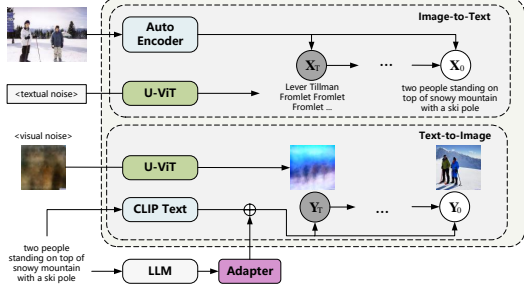 Image-to-Text
Auto
Encoder
X_T
...
X_0
Lever Tillman
Fromlet Fromlet
Fromlet ...
two people standing on
top of snowy mountain
with a ski pole
<textual noise>
U-ViT
Text-to-Image
<visual noise>
U-ViT
CLIP Text
Y_T
...
Y_0
two people
standing on top of
snowy mountain
with a ski pole
LLM
Adapter